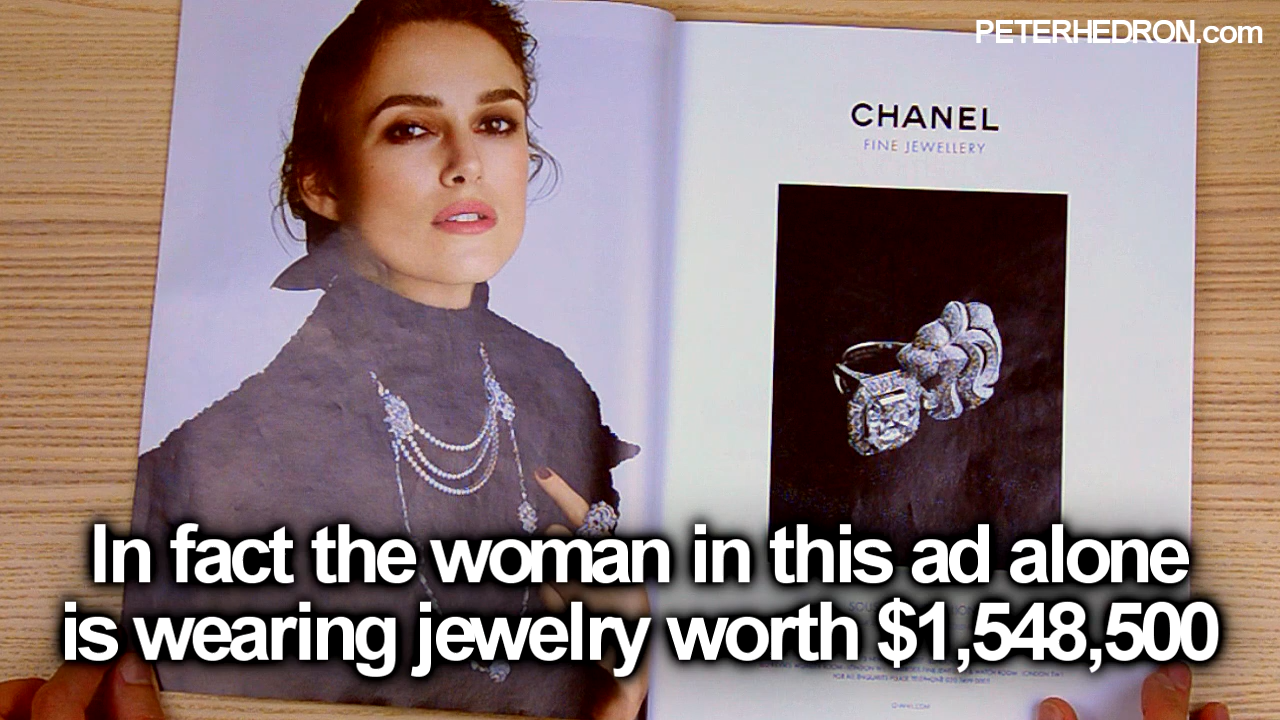 PETERHEDRON.com
CHANEL
FINE JEWELLERY
In fact the woman in this ad alone
is wearing jewelry worth $1,548,500